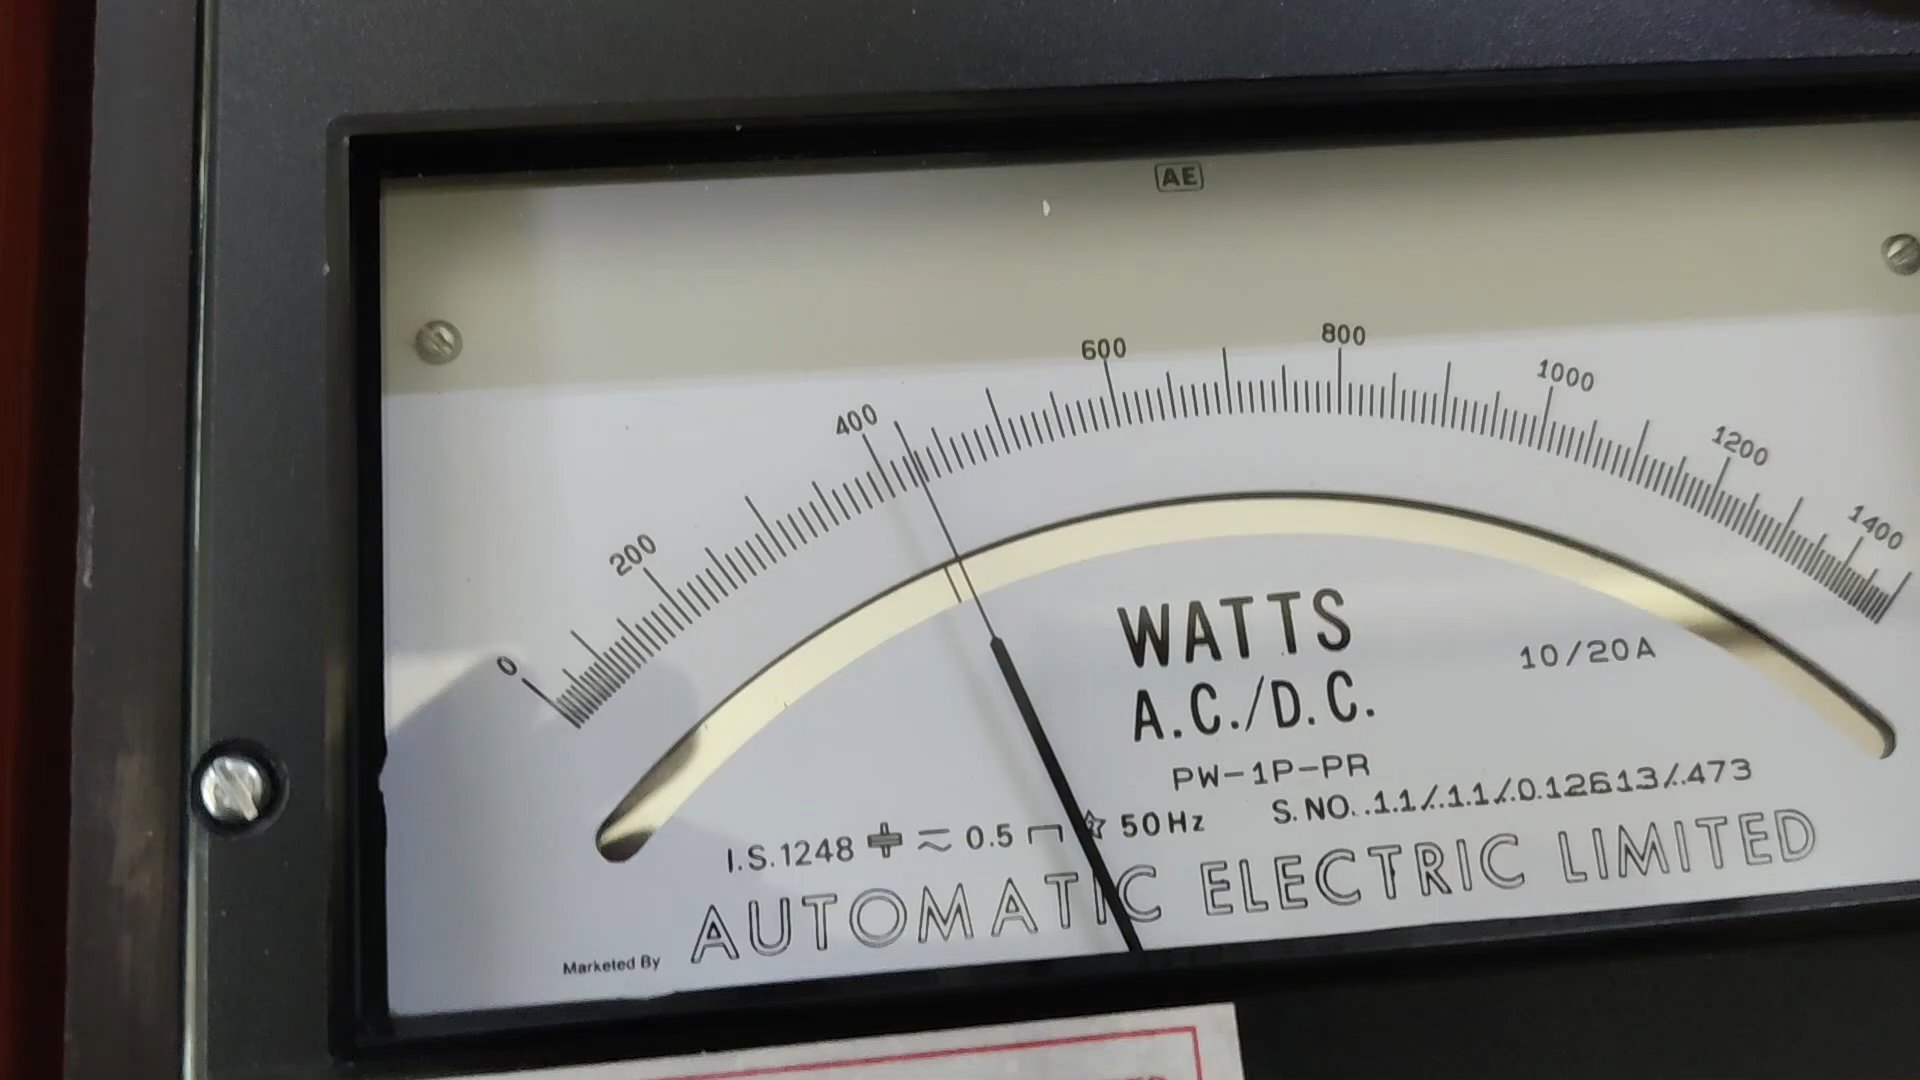 AE
0 200 400 600 800 1000 1200 1400
WATTS
A.C./D.C.
10/20A
PW-1P-PR
I.S.1248 0.5 50Hz
S.NO..1.1/.1.1/.0.12613/.473
Marketed By AUTOMATIC ELECTRIC LIMITED